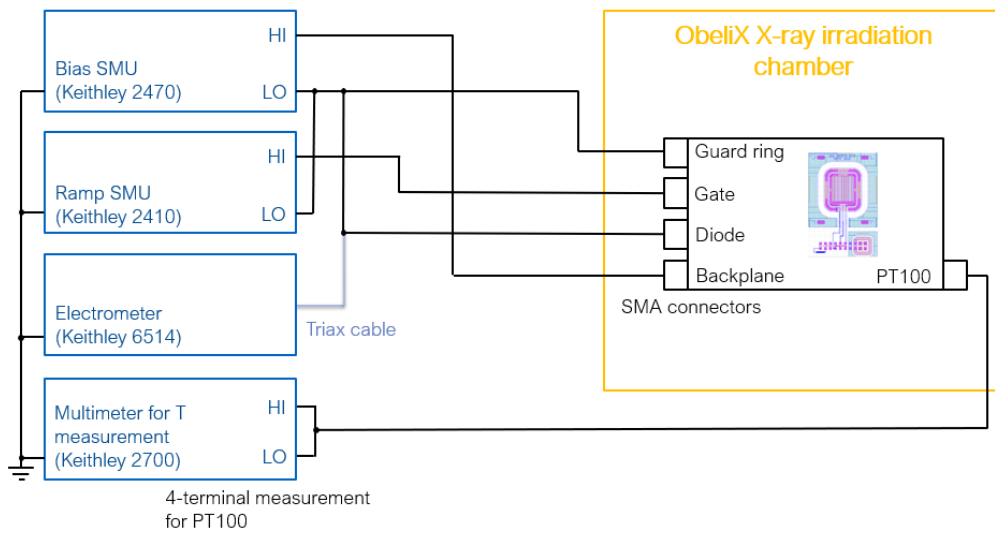 HI
Bias SMU
(Keithley 2470)
LO
HI
Ramp SMU
(Keithley 2410)
LO
Electrometer
(Keithley 6514)
Triax cable
HI
Multimeter for T
measurement
(Keithley 2700)
LO
4-terminal measurement
for PT100
ObeliX X-ray irradiation
chamber
Guard ring
Gate
Diode
Backplane
PT100
SMA connectors